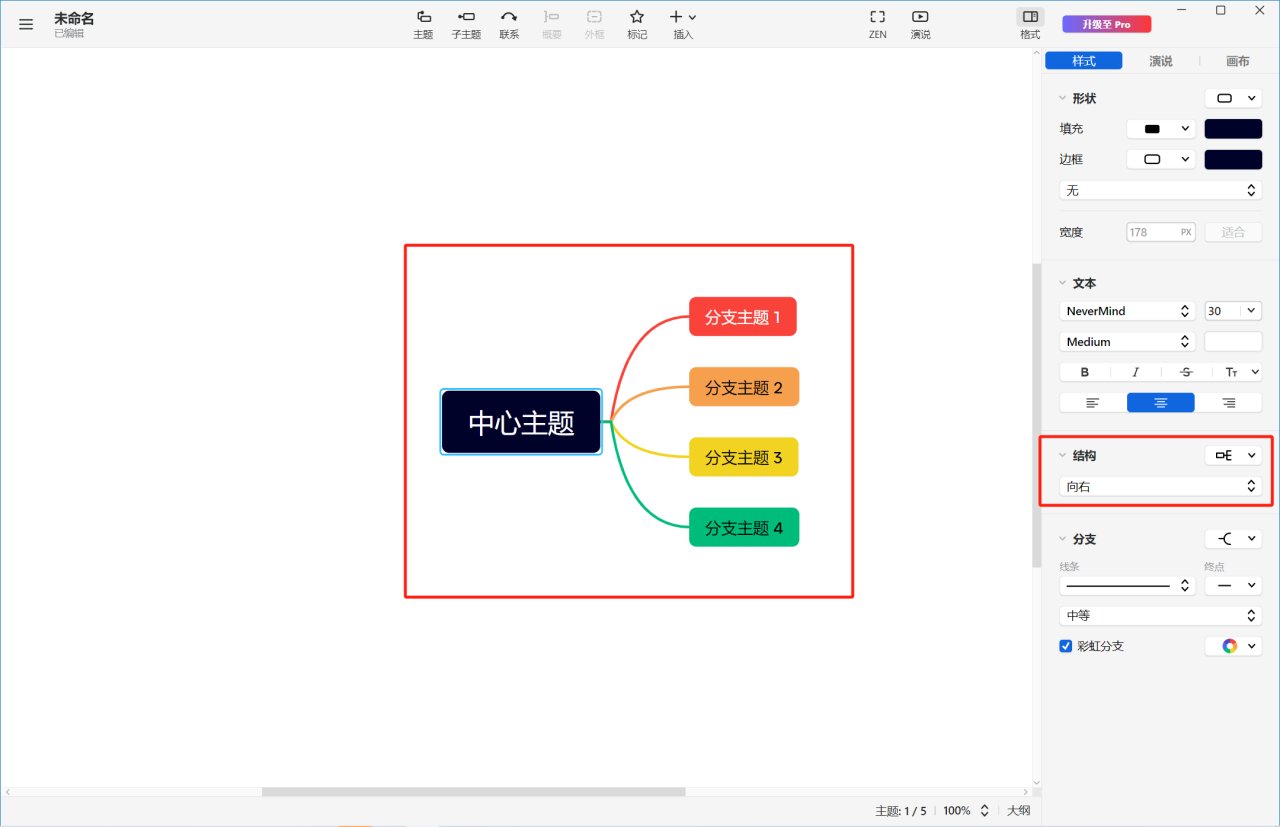 未命名
已编辑
主题
子主题
联系
概要
外框
标记
插入
ZEN
演说
格式
升级至 Pro
样式
演说
画布
形状
填充
边框
无
宽度
178 PX
适合
文本
NeverMind
30
Medium
B I S Tт
结构
向右
分支
线条
终点
中等
彩虹分支
中心主题
分支主题 1
分支主题 2
分支主题 3
分支主题 4
主题: 1 / 5
100%
大纲